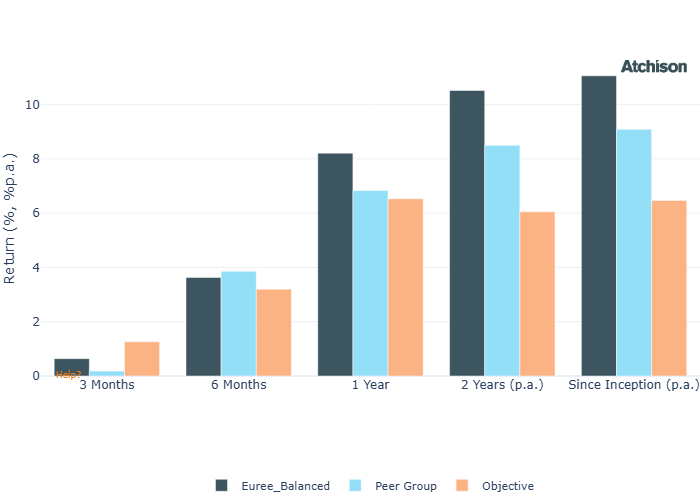 Atchison
Return (%, %p.a.)
10
8
6
4
2
0
Help?
3 Months
6 Months
1 Year
2 Years (p.a.)
Since Inception (p.a.)
Euree_Balanced
Peer Group
Objective